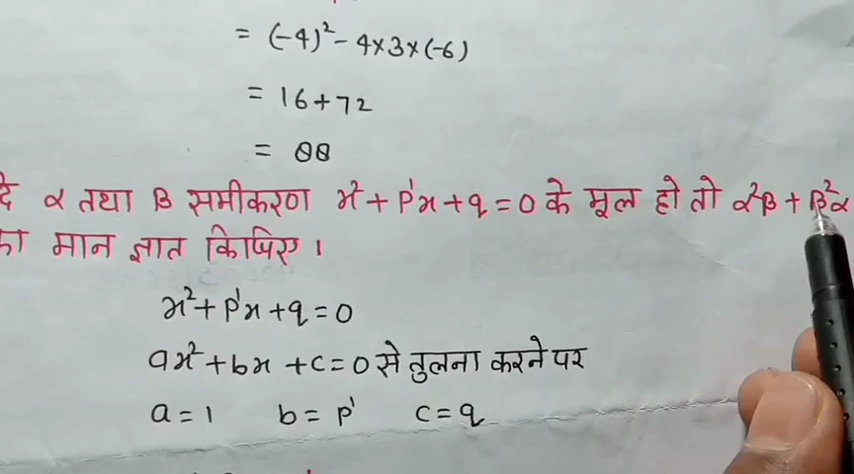 = (-4)² - 4×3×(-6)
= 16+72
= 88
दि α तथा β समीकरण x² + p'x + q = 0 के मूल हो तो α²β + β²α
का मान ज्ञात किजिए।
x² + p'x + q = 0
ax² + bx + c = 0 से तुलना करने पर
a = 1 b = p' c = q